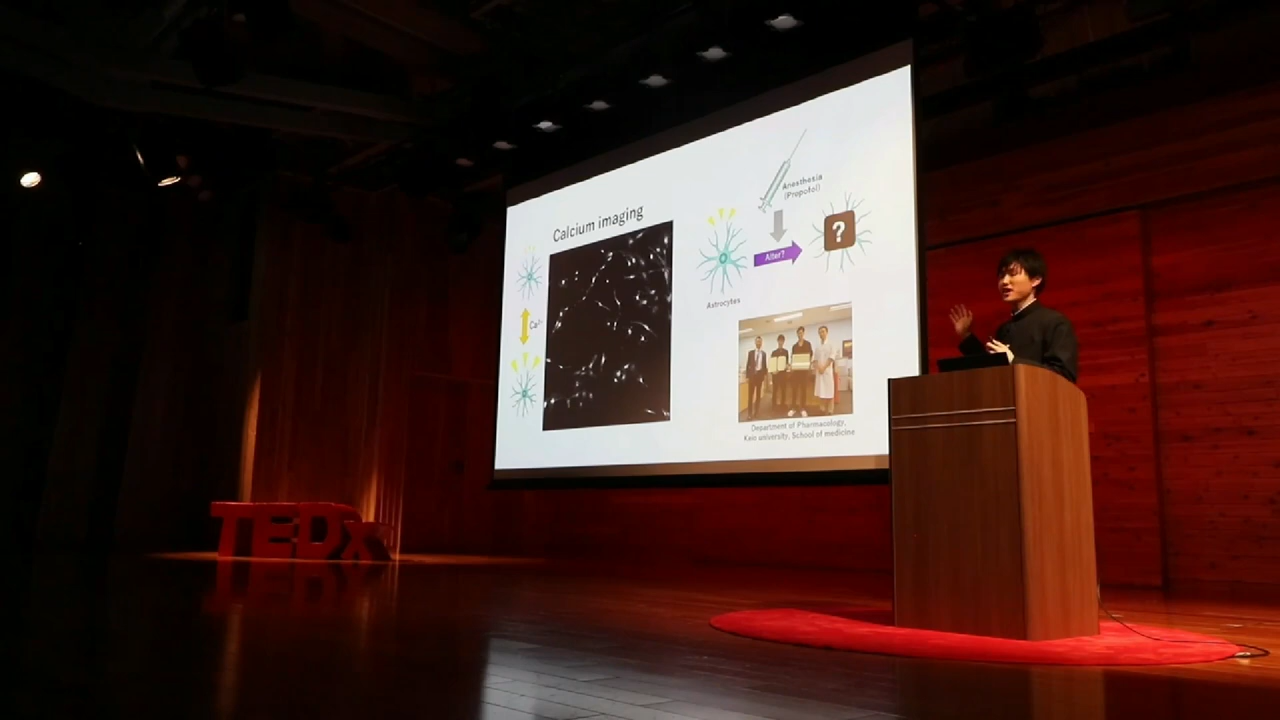 Calcium imaging
Ca²⁺
Anesthesia
(Propofol)
Alter?
?
Astrocytes
Department of Pharmacology,
Keio university, School of medicine
TEDx